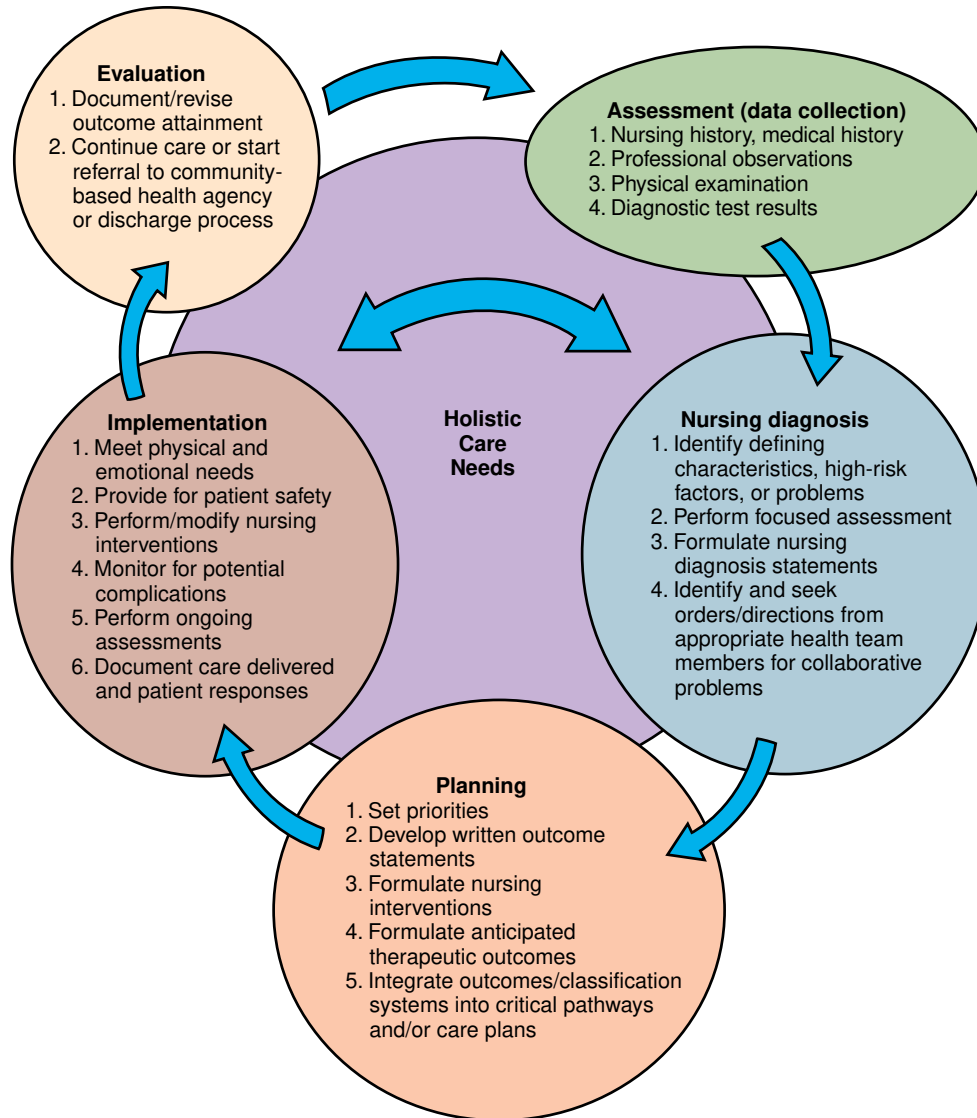 Evaluation
1. Document/revise
outcome attainment
2. Continue care or start
referral to community-
based health agency
or discharge process
Assessment (data collection)
1. Nursing history, medical history
2. Professional observations
3. Physical examination
4. Diagnostic test results
Holistic
Care
Needs
Implementation
1. Meet physical and
emotional needs
2. Provide for patient safety
3. Perform/modify nursing
interventions
4. Monitor for potential
complications
5. Perform ongoing
assessments
6. Document care delivered
and patient responses
Nursing diagnosis
1. Identify defining
characteristics, high-risk
factors, or problems
2. Perform focused assessment
3. Formulate nursing
diagnosis statements
4. Identify and seek
orders/directions from
appropriate health team
members for collaborative
problems
Planning
1. Set priorities
2. Develop written outcome
statements
3. Formulate nursing
interventions
4. Formulate anticipated
therapeutic outcomes
5. Integrate outcomes/classification
systems into critical pathways
and/or care plans